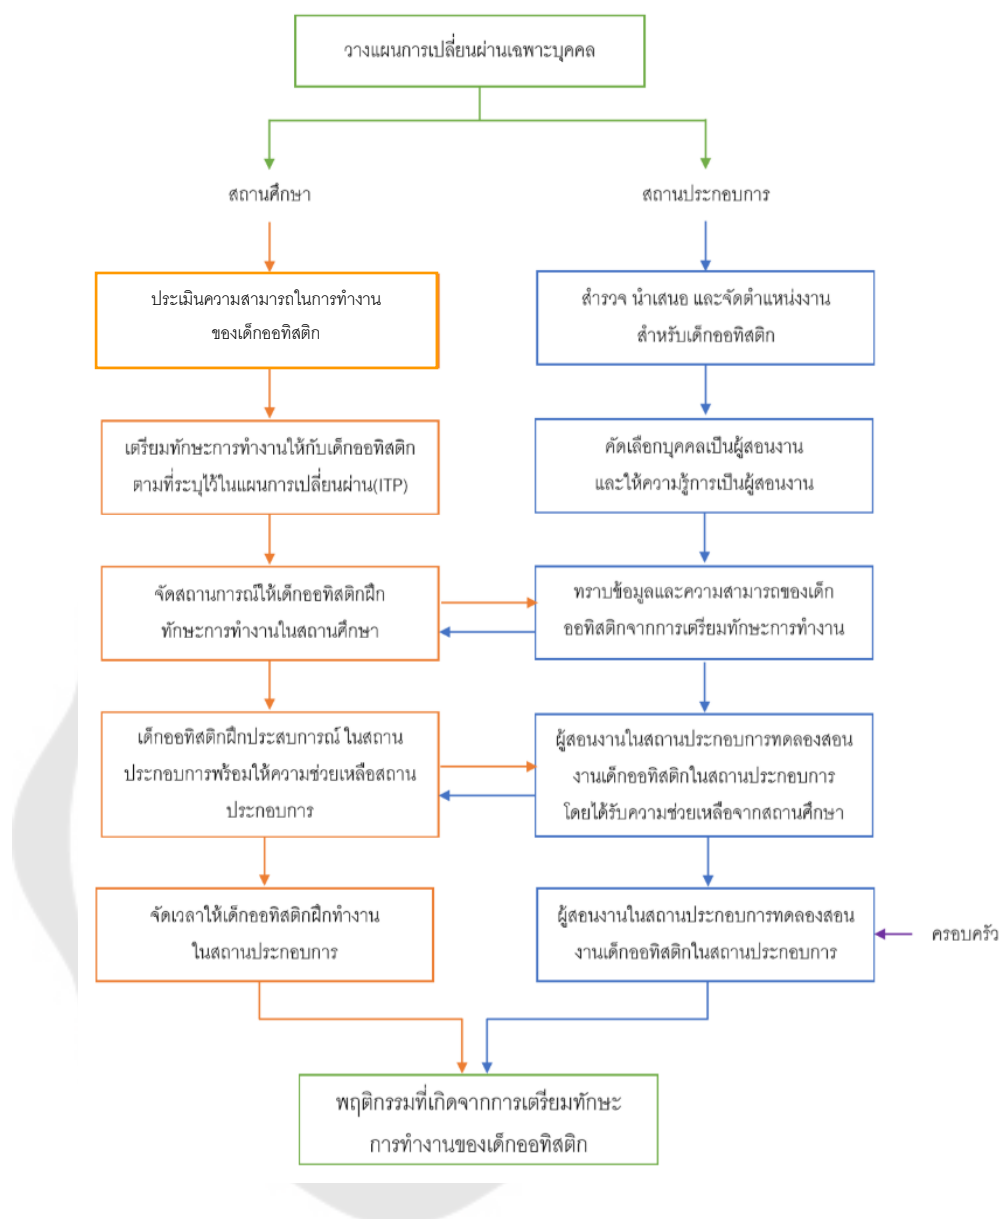 วางแผนการเปลี่ยนผ่านเฉพาะบุคคล
สถานศึกษา
สถานประกอบการ
ประเมินความสามารถในการทำงาน
ของเด็กออทิสติก
สำรวจ นำเสนอ และจัดตำแหน่งงาน
สำหรับเด็กออทิสติก
เตรียมทักษะการทำงานให้กับเด็กออทิสติก
ตามที่ระบุไว้ในแผนการเปลี่ยนผ่าน(ITP)
คัดเลือกบุคคลเป็นผู้สอนงาน
และให้ความรู้การเป็นผู้สอนงาน
จัดสถานการณ์ให้เด็กออทิสติกฝึก
ทักษะการทำงานในสถานศึกษา
ทราบข้อมูลและความสามารถของเด็ก
ออทิสติกจากการเตรียมทักษะการทำงาน
เด็กออทิสติกฝึกประสบการณ์ ในสถาน
ประกอบการพร้อมให้ความช่วยเหลือสถาน
ประกอบการ
ผู้สอนงานในสถานประกอบการทดลองสอน
งานเด็กออทิสติกในสถานประกอบการ
โดยได้รับความช่วยเหลือจากสถานศึกษา
จัดเวลาให้เด็กออทิสติกฝึกทำงาน
ในสถานประกอบการ
ผู้สอนงานในสถานประกอบการทดลองสอน
งานเด็กออทิสติกในสถานประกอบการ
ครอบครัว
พฤติกรรมที่เกิดจากการเตรียมทักษะ
การทำงานของเด็กออทิสติก